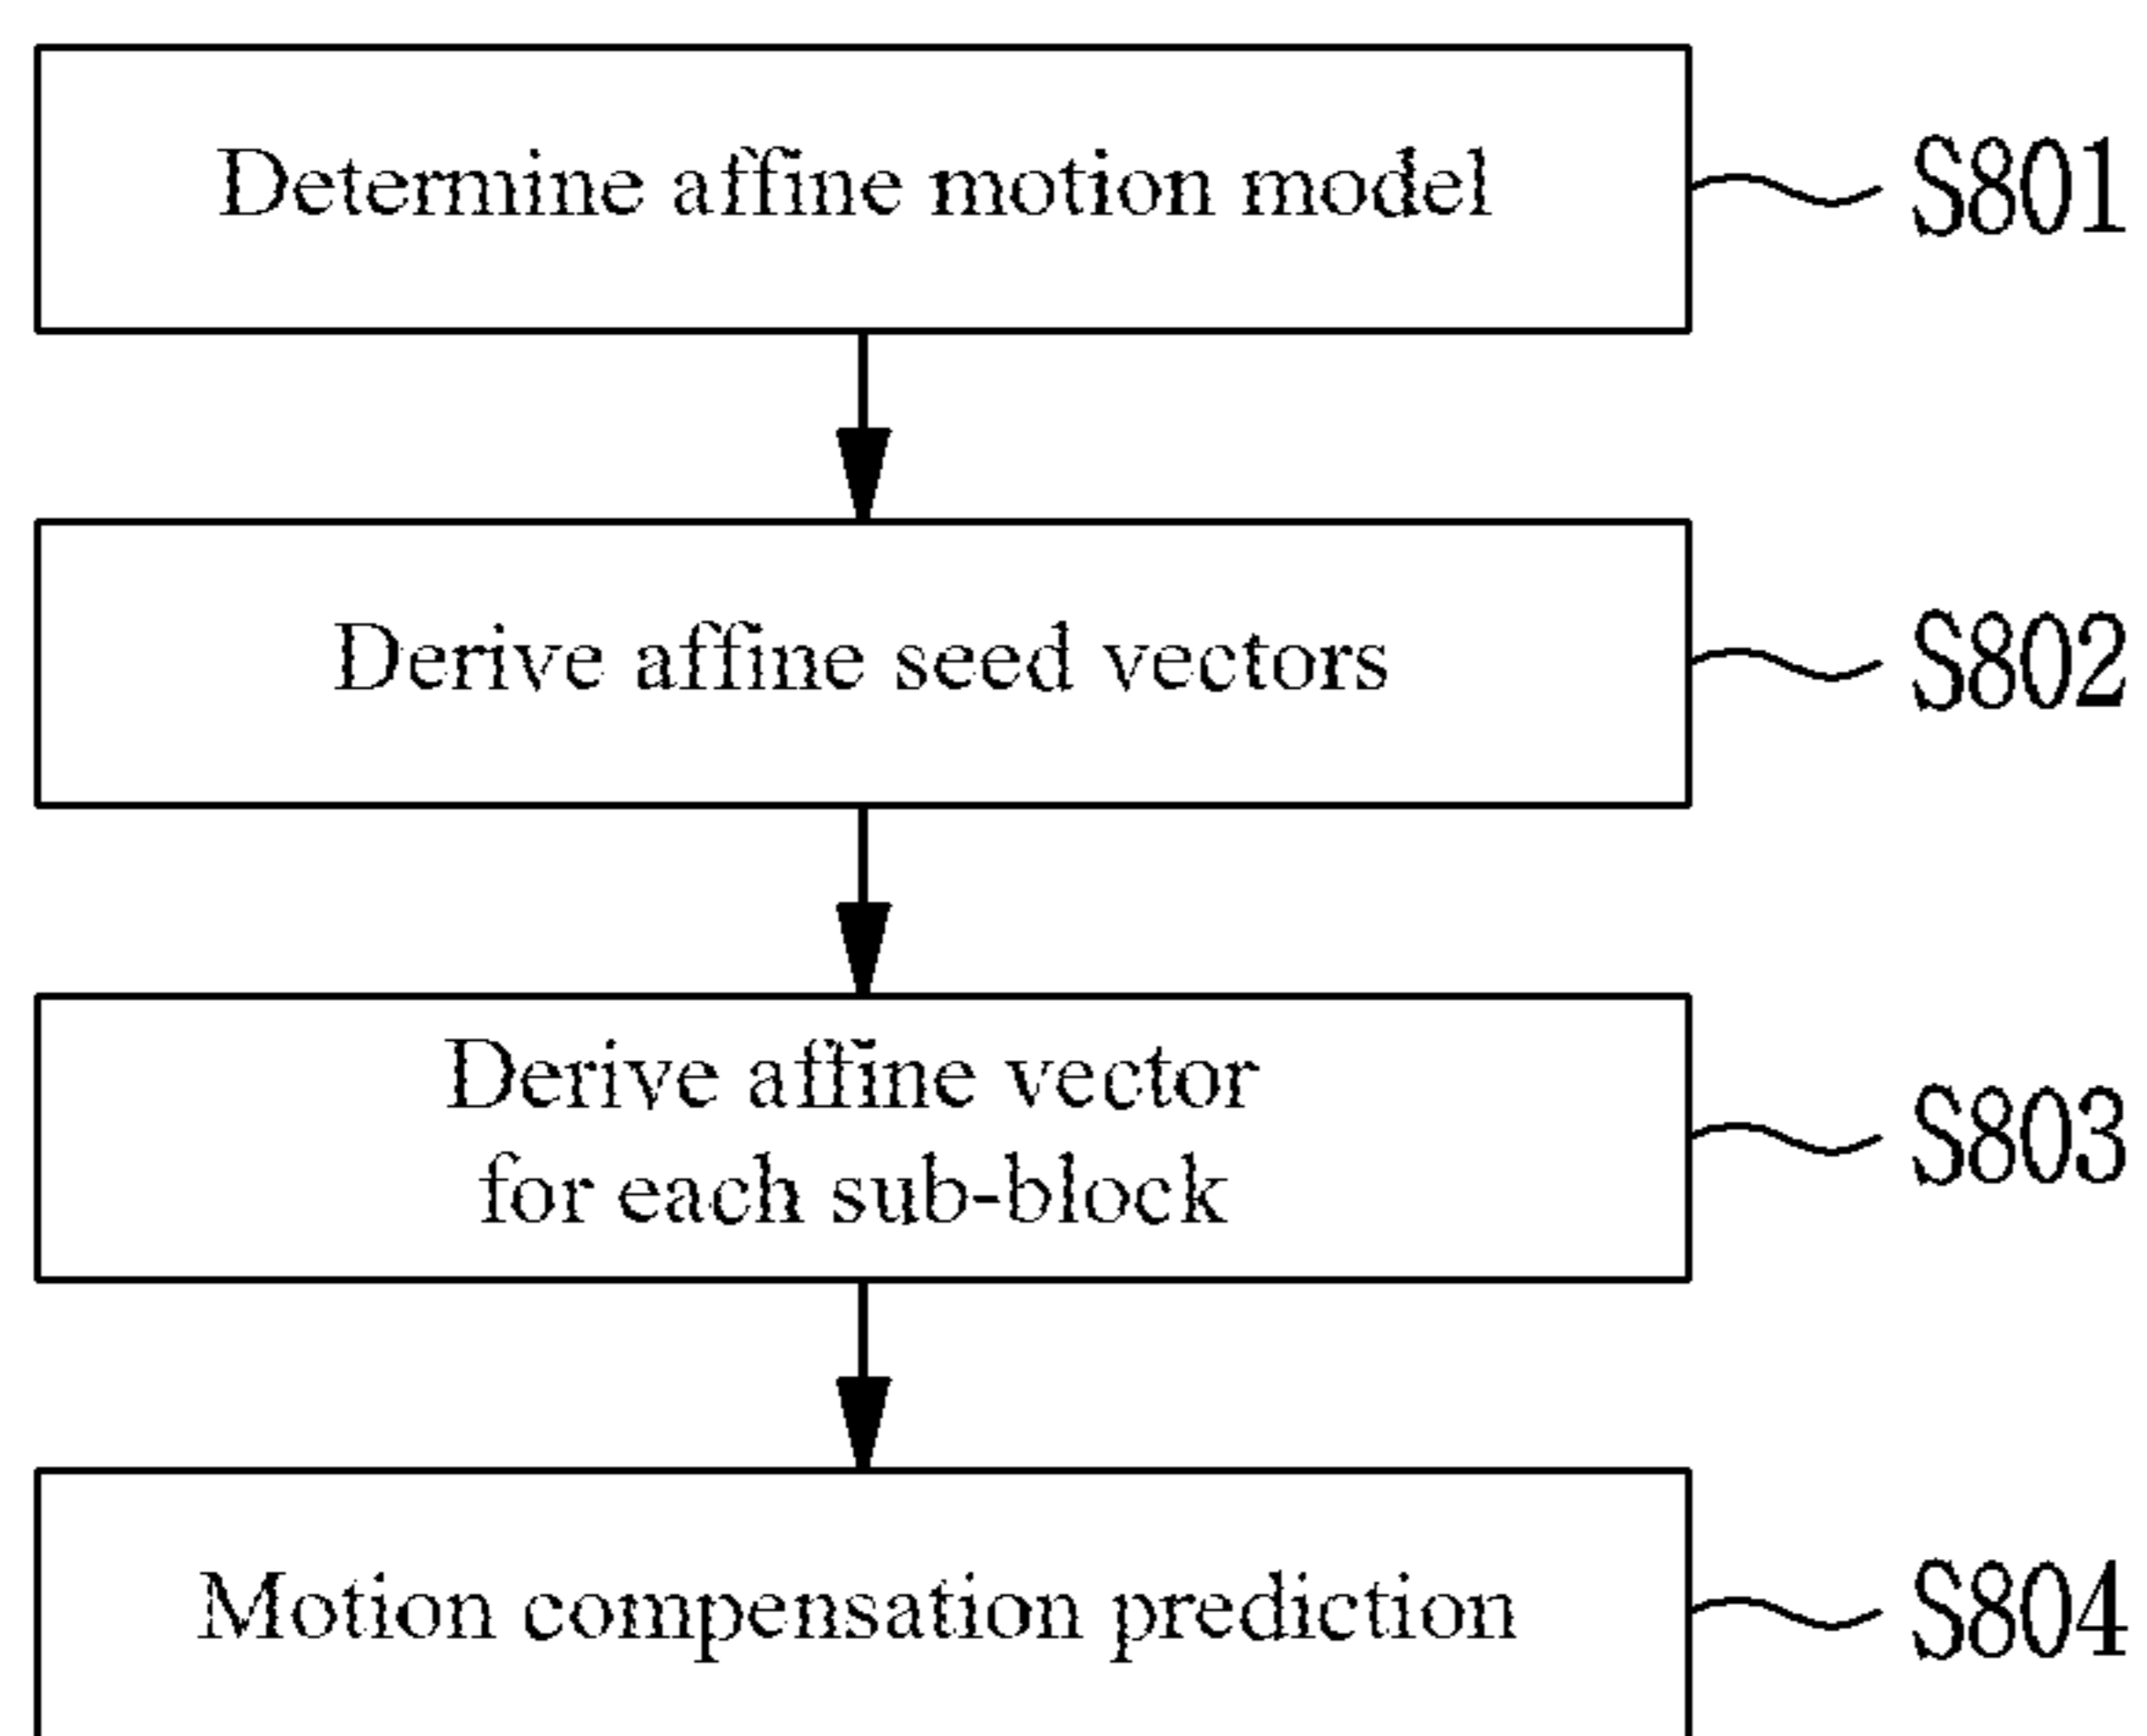 Determine affine motion model
S801
Derive affine seed vectors
S802
Derive affine vector
for each sub-block
S803
Motion compensation prediction
S804